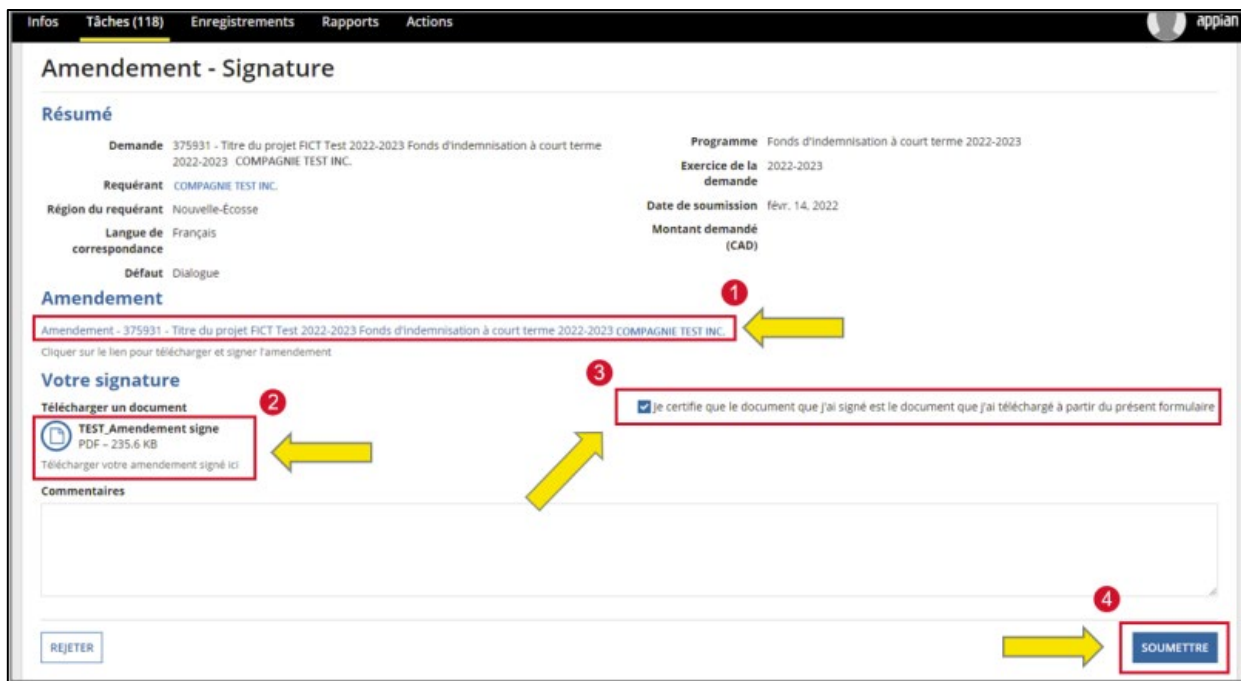 Infos Tâches (118) Enregistrements Rapports Actions appian
Amendement - Signature
Résumé
Demande 375931 - Titre du projet FICT Test 2022-2023 Fonds d'indemnisation à court terme
2022-2023 COMPAGNIE TEST INC.
Requérant COMPAGNIE TEST INC.
Région du requérant Nouvelle-Écosse
Langue de Français
correspondance
Défaut Dialogue
Programme Fonds d'indemnisation à court terme 2022-2023
Exercice de la 2022-2023
demande
Date de soumission févr. 14, 2022
Montant demandé
(CAD)
Amendement
1
Amendement - 375931 - Titre du projet FICT Test 2022-2023 Fonds d'indemnisation à court terme 2022-2023 COMPAGNIE TEST INC.
Cliquer sur le lien pour télécharger et signer l'amendement
Votre signature
Télécharger un document
2
TEST_Amendement signe
PDF – 235.6 KB
Télécharger votre amendement signé ici
3
Je certifie que le document que j'ai signé est le document que j'ai téléchargé à partir du présent formulaire
Commentaires
4
REJETER
SOUMETTRE